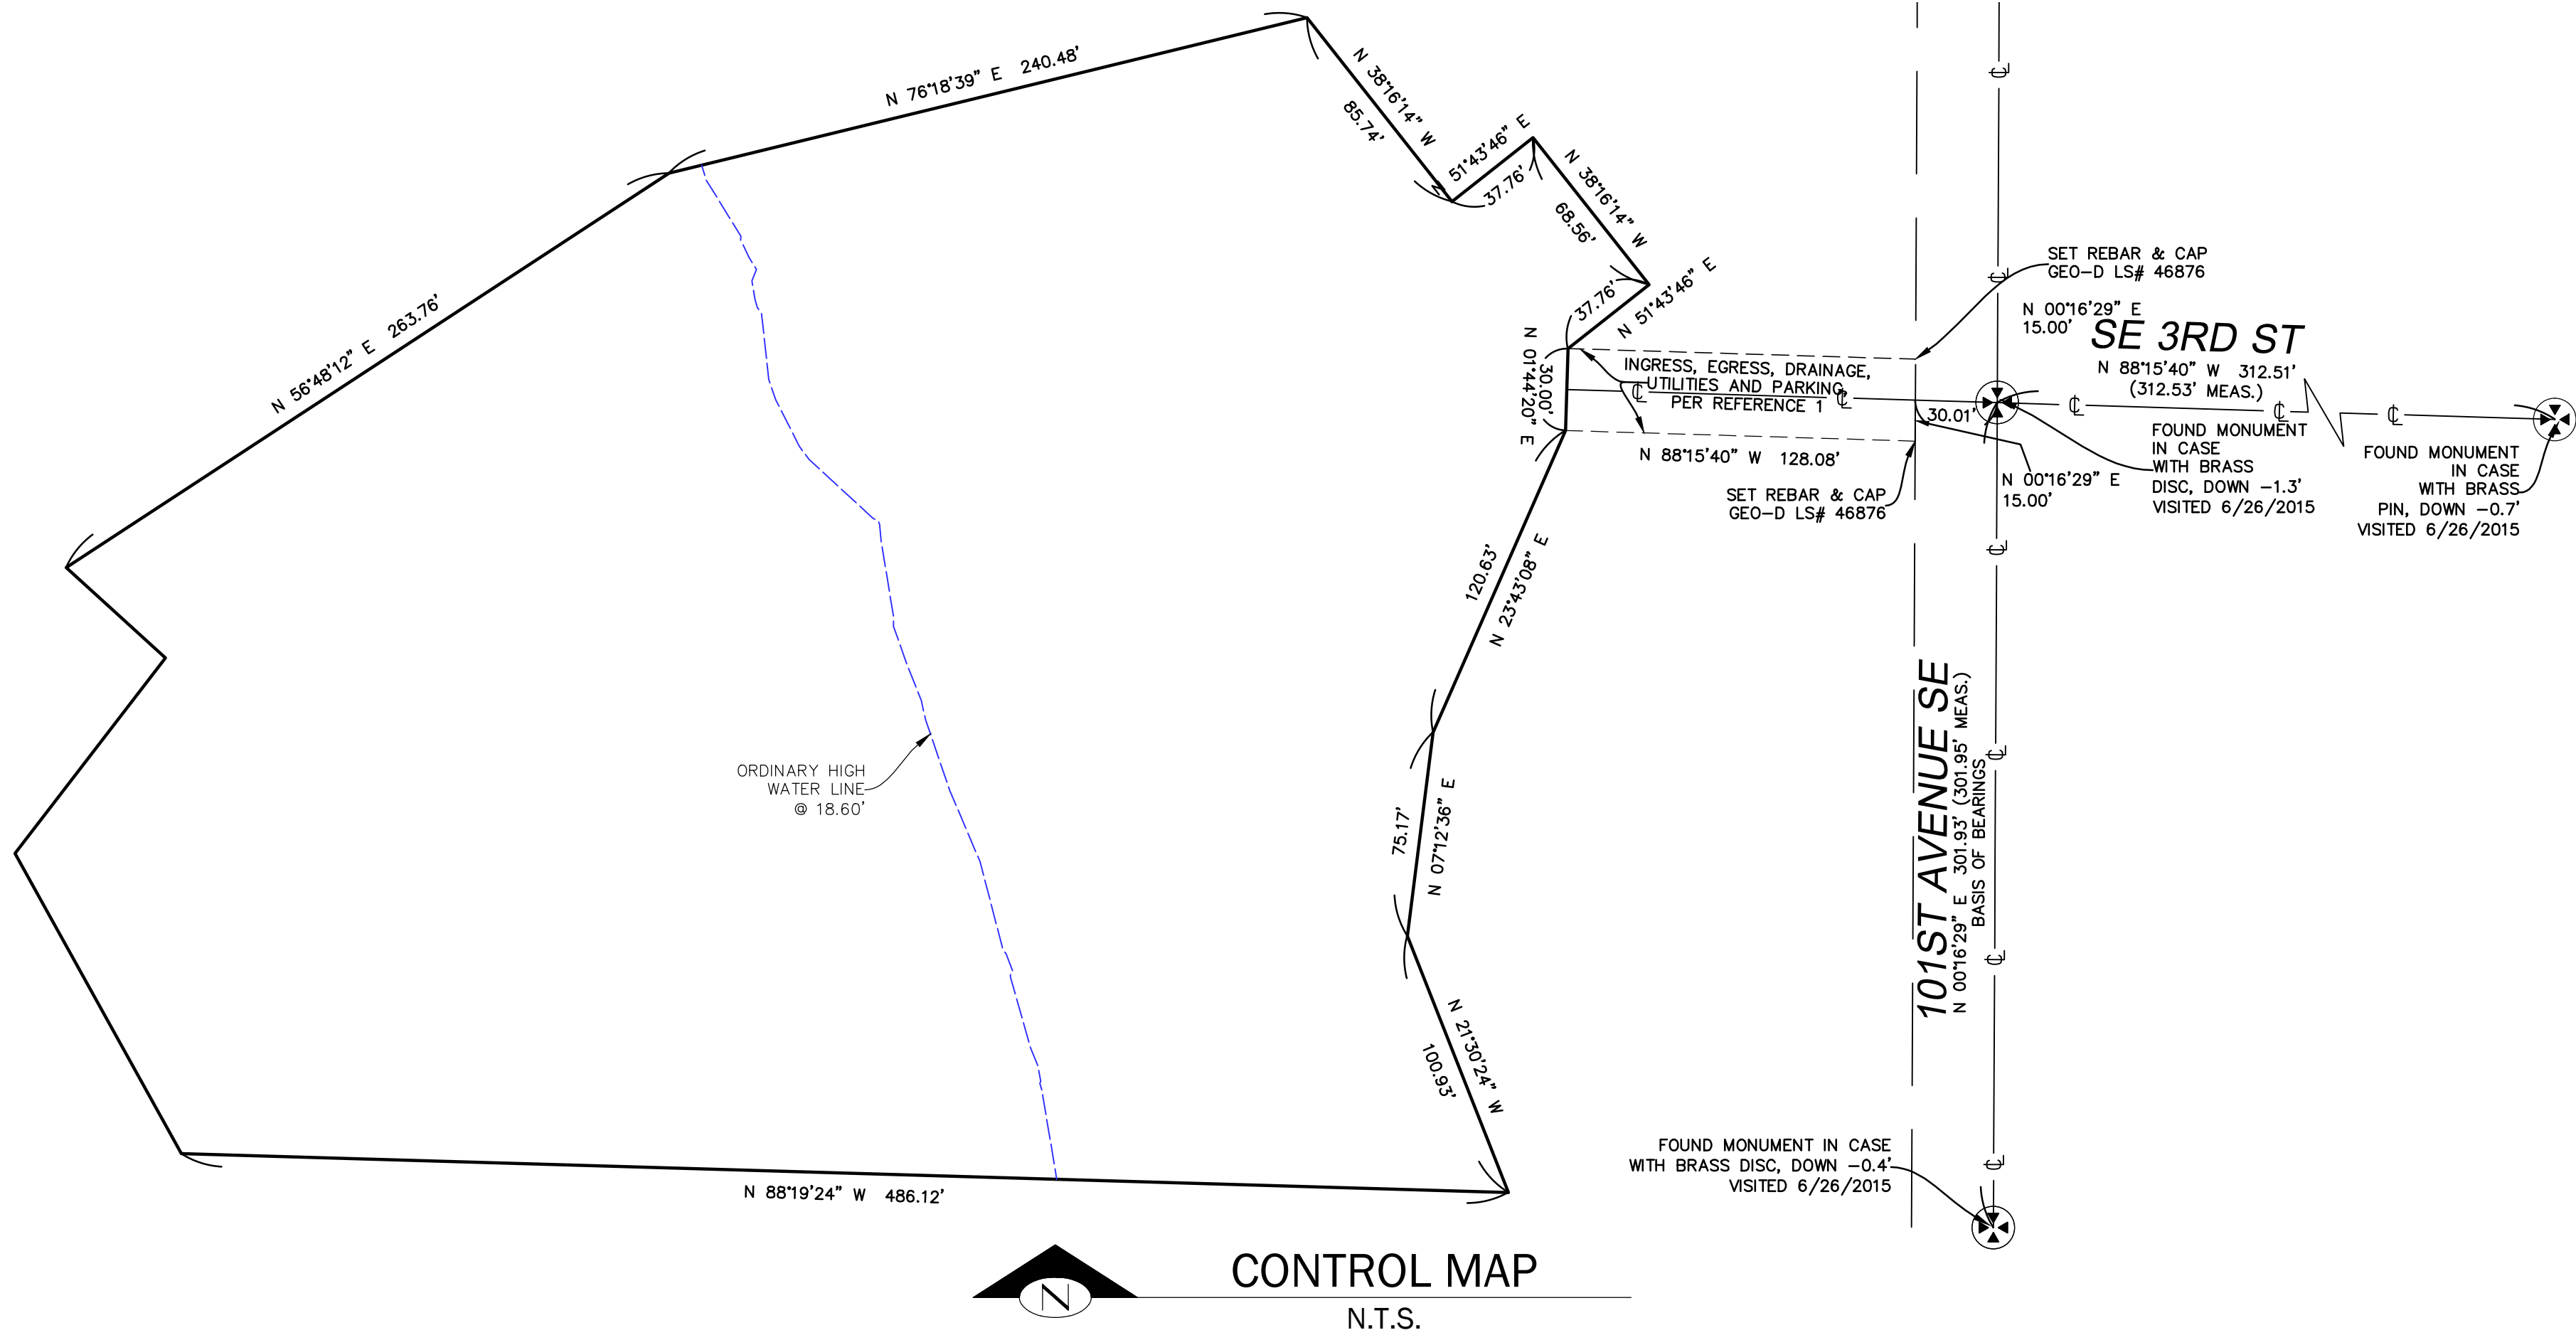 N 76°18'39" E 240.48'
N 38°16'14" W
85.74'
N 51°43'46" E
37.76'
N 38°16'14" W
68.56'
37.76'
N 51°43'46" E
N 56°48'12" E 263.76'
SET REBAR & CAP
GEO-D LS# 46876
N 00°16'29" E
15.00'
SE 3RD ST
N 88°15'40" W 312.51'
(312.53' MEAS.)
N 01°44'20" E
30.00'
INGRESS, EGRESS, DRAINAGE,
UTILITIES AND PARKING,
PER REFERENCE 1
30.01'
N 88°15'40" W 128.08'
SET REBAR & CAP
GEO-D LS# 46876
N 00°16'29" E
15.00'
FOUND MONUMENT
IN CASE
WITH BRASS
DISC, DOWN -1.3'
VISITED 6/26/2015
FOUND MONUMENT
IN CASE
WITH BRASS
PIN, DOWN -0.7'
VISITED 6/26/2015
120.63'
N 23°43'08" E
ORDINARY HIGH
WATER LINE
@ 18.60'
75.17'
N 07°12'36" E
101ST AVENUE SE
N 00°16'29" E 301.93' (301.95' MEAS.)
BASIS OF BEARINGS
N 21°30'24" W
100.93'
N 88°19'24" W 486.12'
FOUND MONUMENT IN CASE
WITH BRASS DISC, DOWN -0.4'
VISITED 6/26/2015
N
CONTROL MAP
N.T.S.